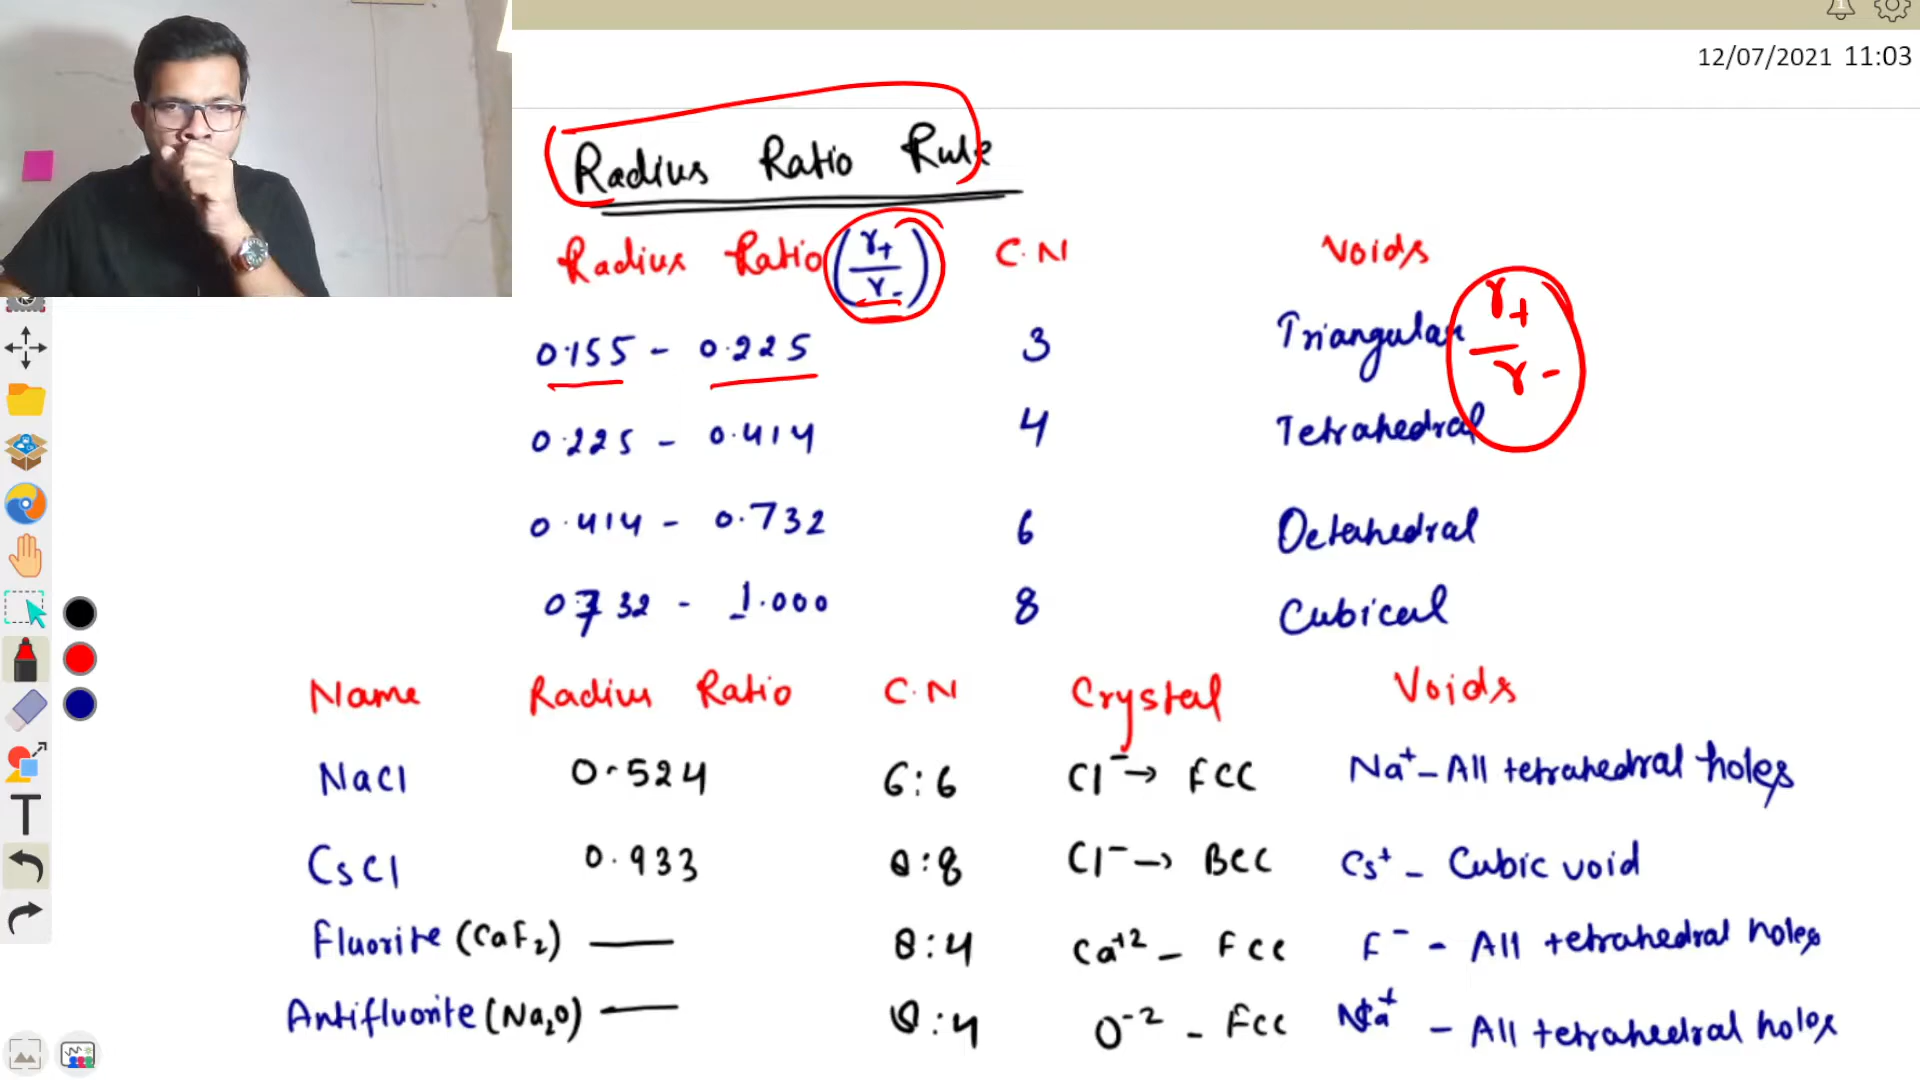 12/07/2021 11:03
Radius Ratio Rule
Radius Ratio (r+/r-) C.N Voids
0.155 - 0.225 3 Triangular r+/r-
0.225 - 0.414 4 Tetrahedral
0.414 - 0.732 6 Octahedral
0.732 - 1.000 8 Cubical
Name Radius Ratio C.N Crystal Voids
NaCl 0.524 6:6 Cl⁻→ FCC Na⁺ - All tetrahedral holes
CsCl 0.933 8:8 Cl⁻→ BCC Cs⁺ - Cubic void
Fluorite (CaF₂) — 8:4 Ca⁺² - FCC F⁻ - All tetrahedral holes
Antifluorite (Na₂O) — 8:4 O⁻² - FCC Na⁺ - All tetrahedral holes
T